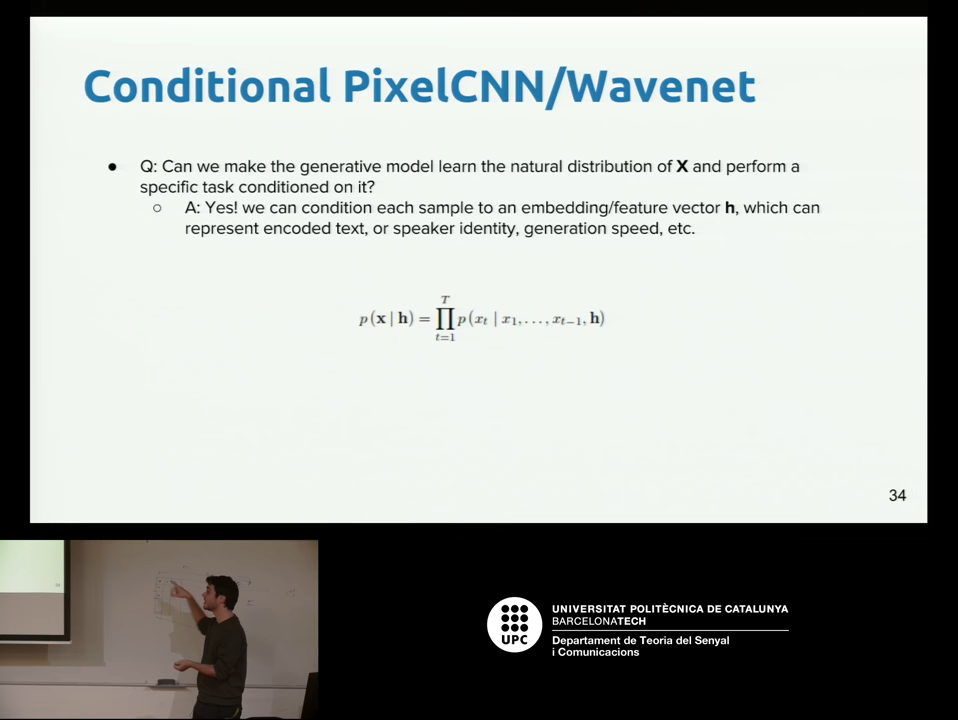 Conditional PixelCNN/Wavenet
● Q: Can we make the generative model learn the natural distribution of X and perform a
specific task conditioned on it?
○ A: Yes! we can condition each sample to an embedding/feature vector h, which can
represent encoded text, or speaker identity, generation speed, etc.
p(x | h) = ∏_{t=1}^{T} p(x_t | x_1, . . . , x_{t−1}, h)
34
UPC
UNIVERSITAT POLITÈCNICA DE CATALUNYA
BARCELONATECH
Departament de Teoria del Senyal
i Comunicacions